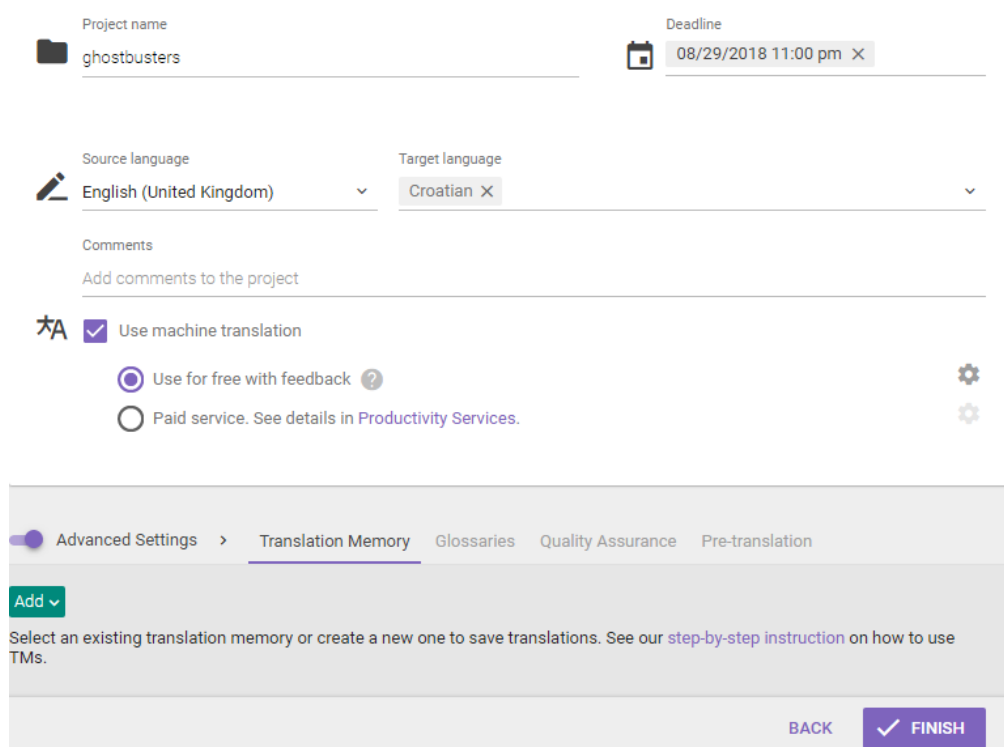 Project name
ghostbusters
Deadline
08/29/2018 11:00 pm
Source language
English (United Kingdom)
Target language
Croatian
Comments
Add comments to the project
Use machine translation
Use for free with feedback ?
Paid service. See details in Productivity Services.
Advanced Settings > Translation Memory Glossaries Quality Assurance Pre-translation
Add
Select an existing translation memory or create a new one to save translations. See our step-by-step instruction on how to use
TMs.
BACK FINISH